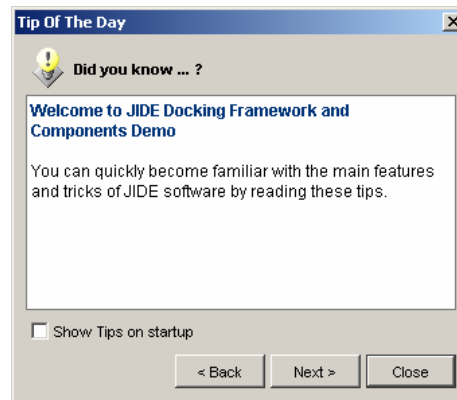 Tip Of The Day
Did you know ... ?
Welcome to JIDE Docking Framework and
Components Demo
You can quickly become familiar with the main features
and tricks of JIDE software by reading these tips.
Show Tips on startup
< Back Next > Close